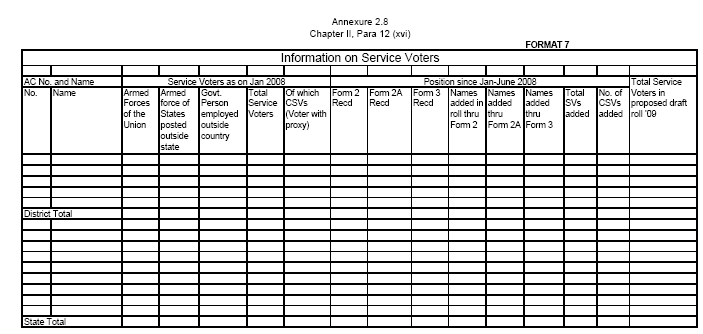 Annexure 2.8
Chapter II, Para 12 (xvi)
FORMAT 7
Information on Service Voters
AC No. and Name
Service Voters as on Jan 2008
Position since Jan-June 2008
Total Service Voters in proposed draft roll '09
No.
Name
Armed Forces of the Union
Armed force of States posted outside state
Govt. Person employed outside country
Total Service Voters
Of which CSVs (Voter with proxy)
Form 2 Recd
Form 2A Recd
Form 3 Recd
Names added in roll thru Form 2
Names added thru Form 2A
Names added thru Form 3
Total SVs added
No. of CSVs added
District Total
State Total